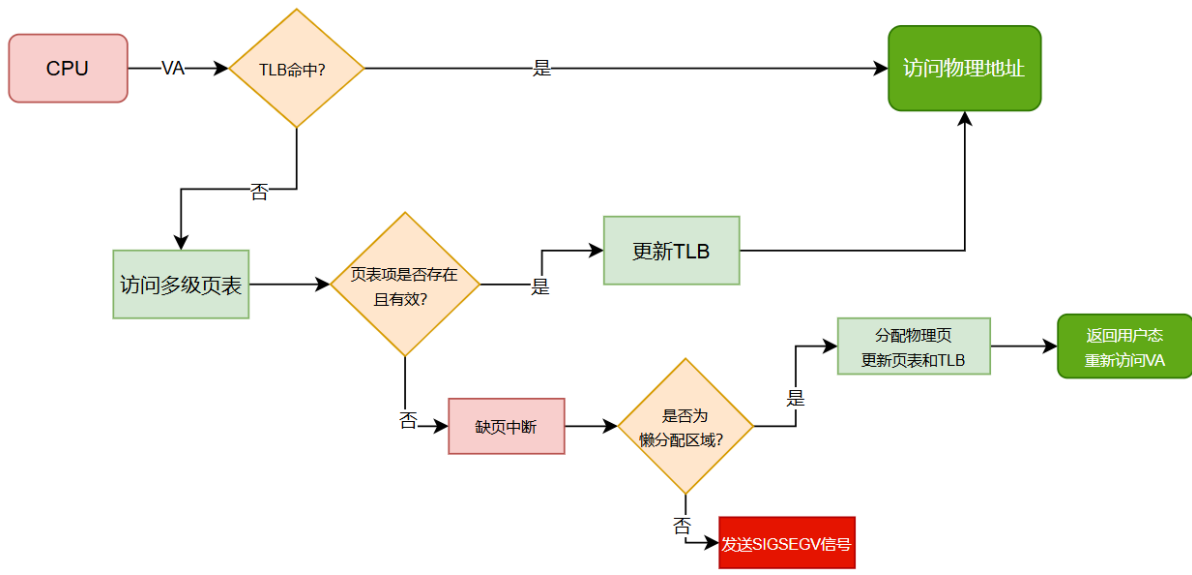 CPU
VA
TLB命中？
是
访问物理地址
否
访问多级页表
页表项是否存在
且有效？
是
更新TLB
否
缺页中断
是否为
懒分配区域？
是
分配物理页
更新页表和TLB
返回用户态
重新访问VA
否
发送SIGSEGV信号